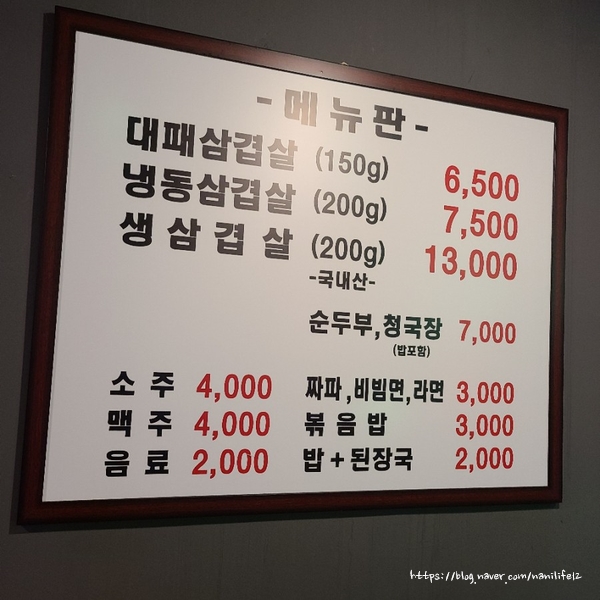 - 메뉴판 -
대패삼겹살 (150g) 6,500
냉동삼겹살 (200g) 7,500
생 삼 겹 살 (200g) 13,000
-국내산-
순두부,청국장 7,000
(밥포함)
소 주 4,000
맥 주 4,000
음 료 2,000
짜파,비빔면,라면 3,000
볶 음 밥 3,000
밥+된장국 2,000
https://blog.naver.com/nanilifelz